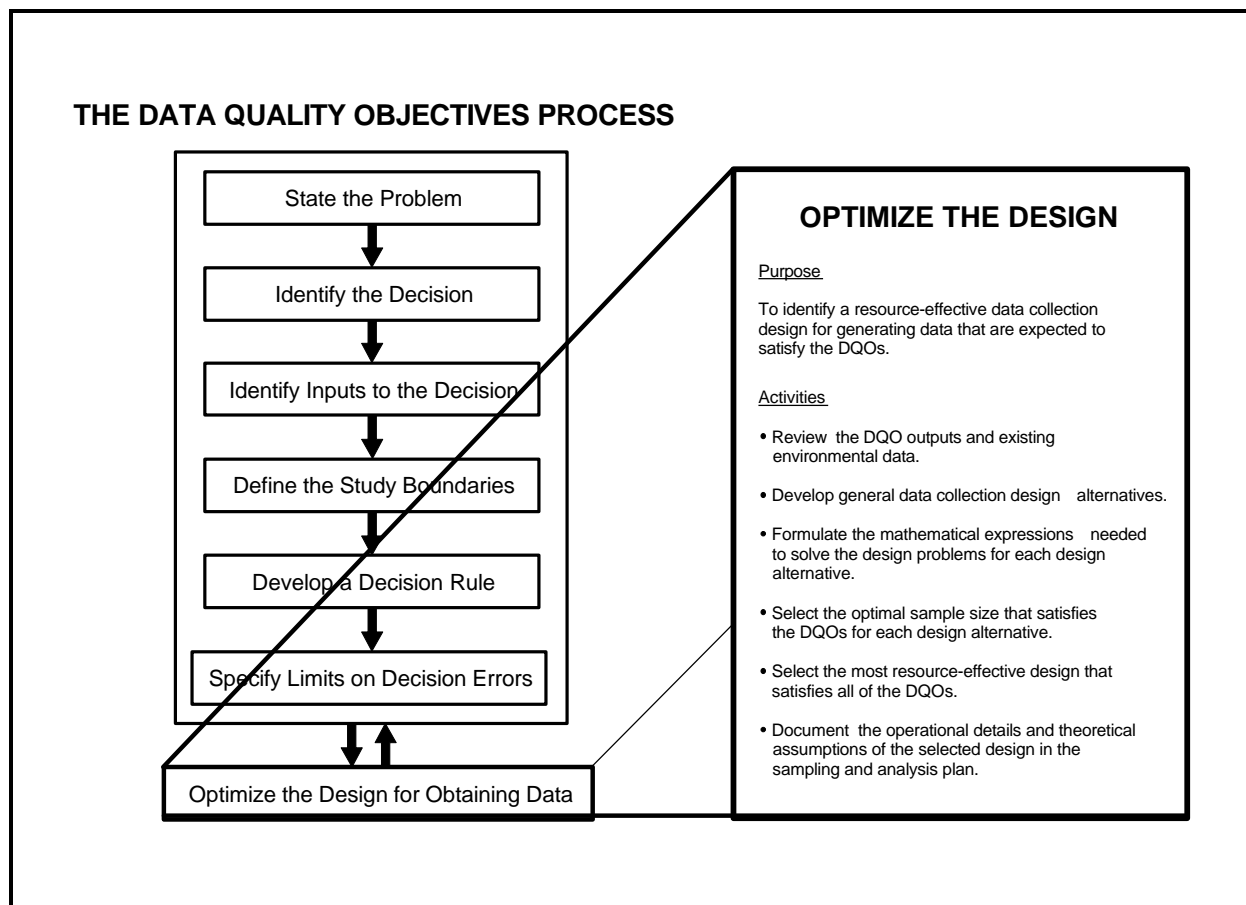 THE DATA QUALITY OBJECTIVES PROCESS
State the Problem
Identify the Decision
Identify Inputs to the Decision
Define the Study Boundaries
Develop a Decision Rule
Specify Limits on Decision Errors
Optimize the Design for Obtaining Data
OPTIMIZE THE DESIGN
Purpose
To identify a resource-effective data collection
design for generating data that are expected to
satisfy the DQOs.
Activities
• Review the DQO outputs and existing
environmental data.
• Develop general data collection design alternatives.
• Formulate the mathematical expressions needed
to solve the design problems for each design
alternative.
• Select the optimal sample size that satisfies
the DQOs for each design alternative.
• Select the most resource-effective design that
satisfies all of the DQOs.
• Document the operational details and theoretical
assumptions of the selected design in the
sampling and analysis plan.